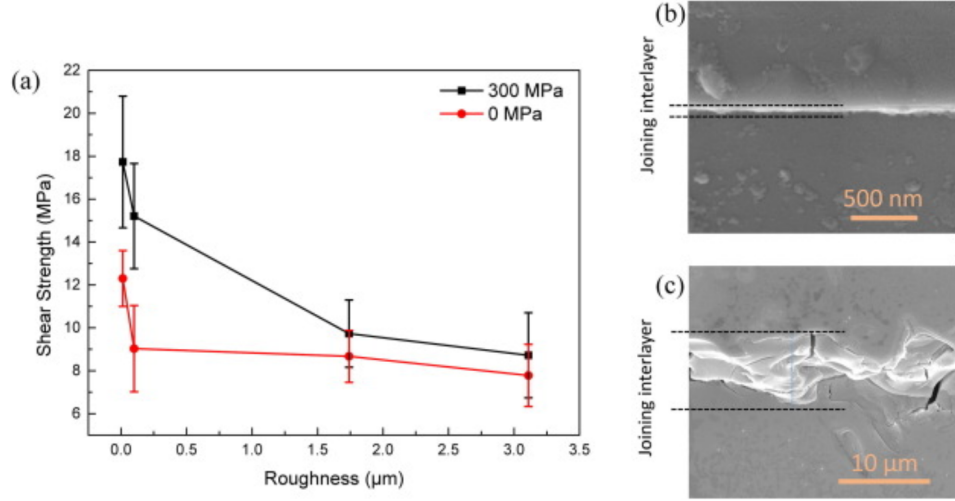 (a)
22
20
18
16
14
12
10
8
6
Shear Strength (MPa)
300 MPa
0 MPa
0.0 0.5 1.0 1.5 2.0 2.5 3.0 3.5
Roughness (µm)
(b)
Joining interlayer
500 nm
(c)
Joining interlayer
10 µm